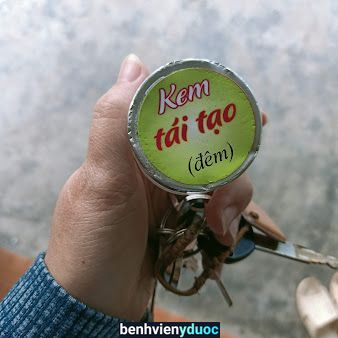 Kem
tái tạo
(đêm)
benhvienyduoc